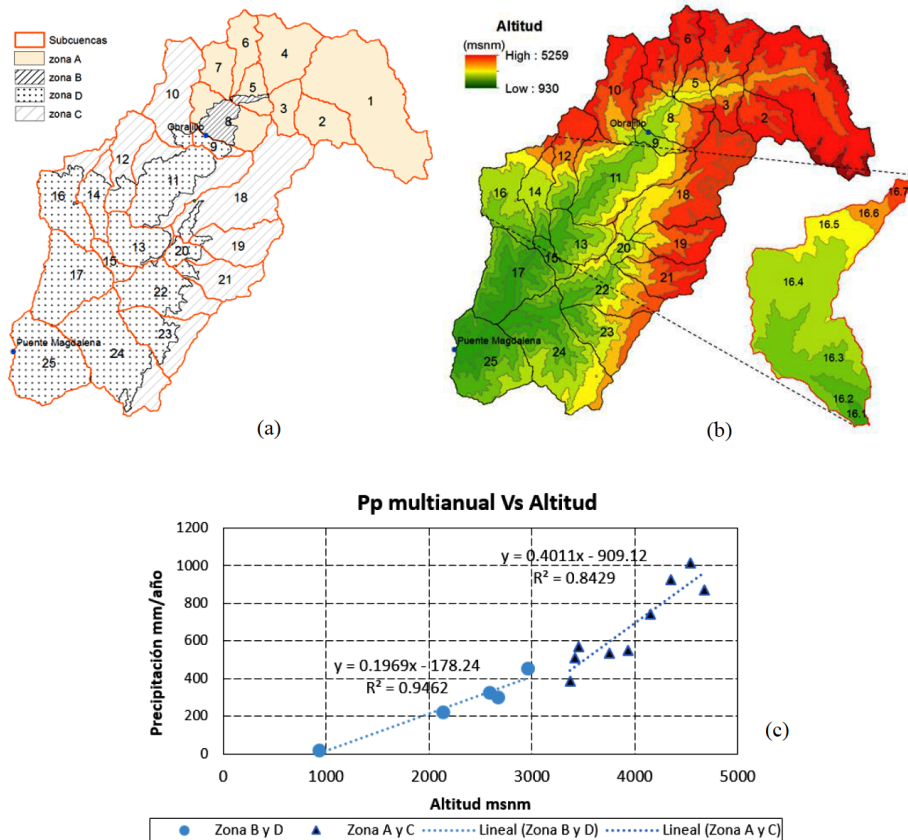 Subcuencas
zona A
zona B
zona D
zona C
6
4
7
5
1
10
3
2
8
Obrajillo
9
12
11
16
14
18
13
20
19
15
17
21
22
23
Puente Magdalena
24
25
(a)
Altitud
(msnm)
High : 5259
Low : 930
6
4
7
5
1
10
3
2
8
Obrajillo
9
12
11
16
14
18
13
20
19
15
17
21
22
23
Puente Magdalena
24
25
16.7
16.6
16.5
16.4
16.3
16.2
16.1
(b)
Pp multianual Vs Altitud
Precipitación mm/año
1200
1000
800
600
400
200
0
y = 0.4011x - 909.12
R² = 0.8429
y = 0.1969x - 178.24
R² = 0.9462
0 1000 2000 3000 4000 5000
Altitud msnm
(c)
Zona B y D Zona A y C Lineal (Zona B y D) Lineal (Zona A y C)